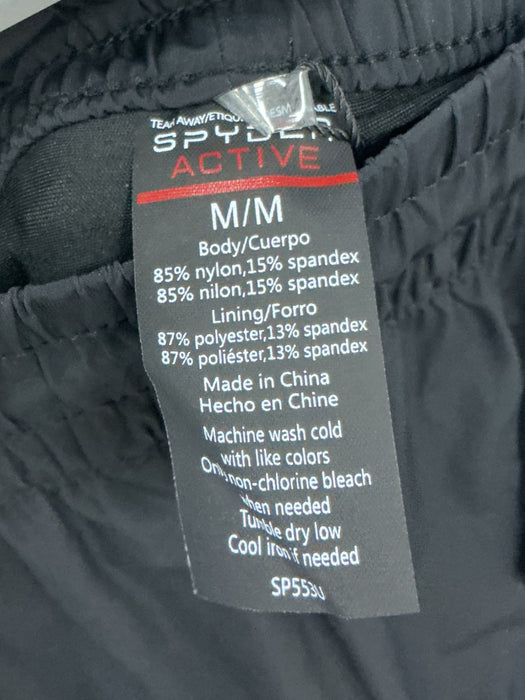 SPYDER
ACTIVE
M/M
Body/Cuerpo
85% nylon,15% spandex
85% nilon,15% spandex
Lining/Forro
87% polyester,13% spandex
87% poliéster,13% spandex
Made in China
Hecho en Chine
Machine wash cold
with like colors
Only non-chlorine bleach
when needed
Tumble dry low
Cool iron if needed